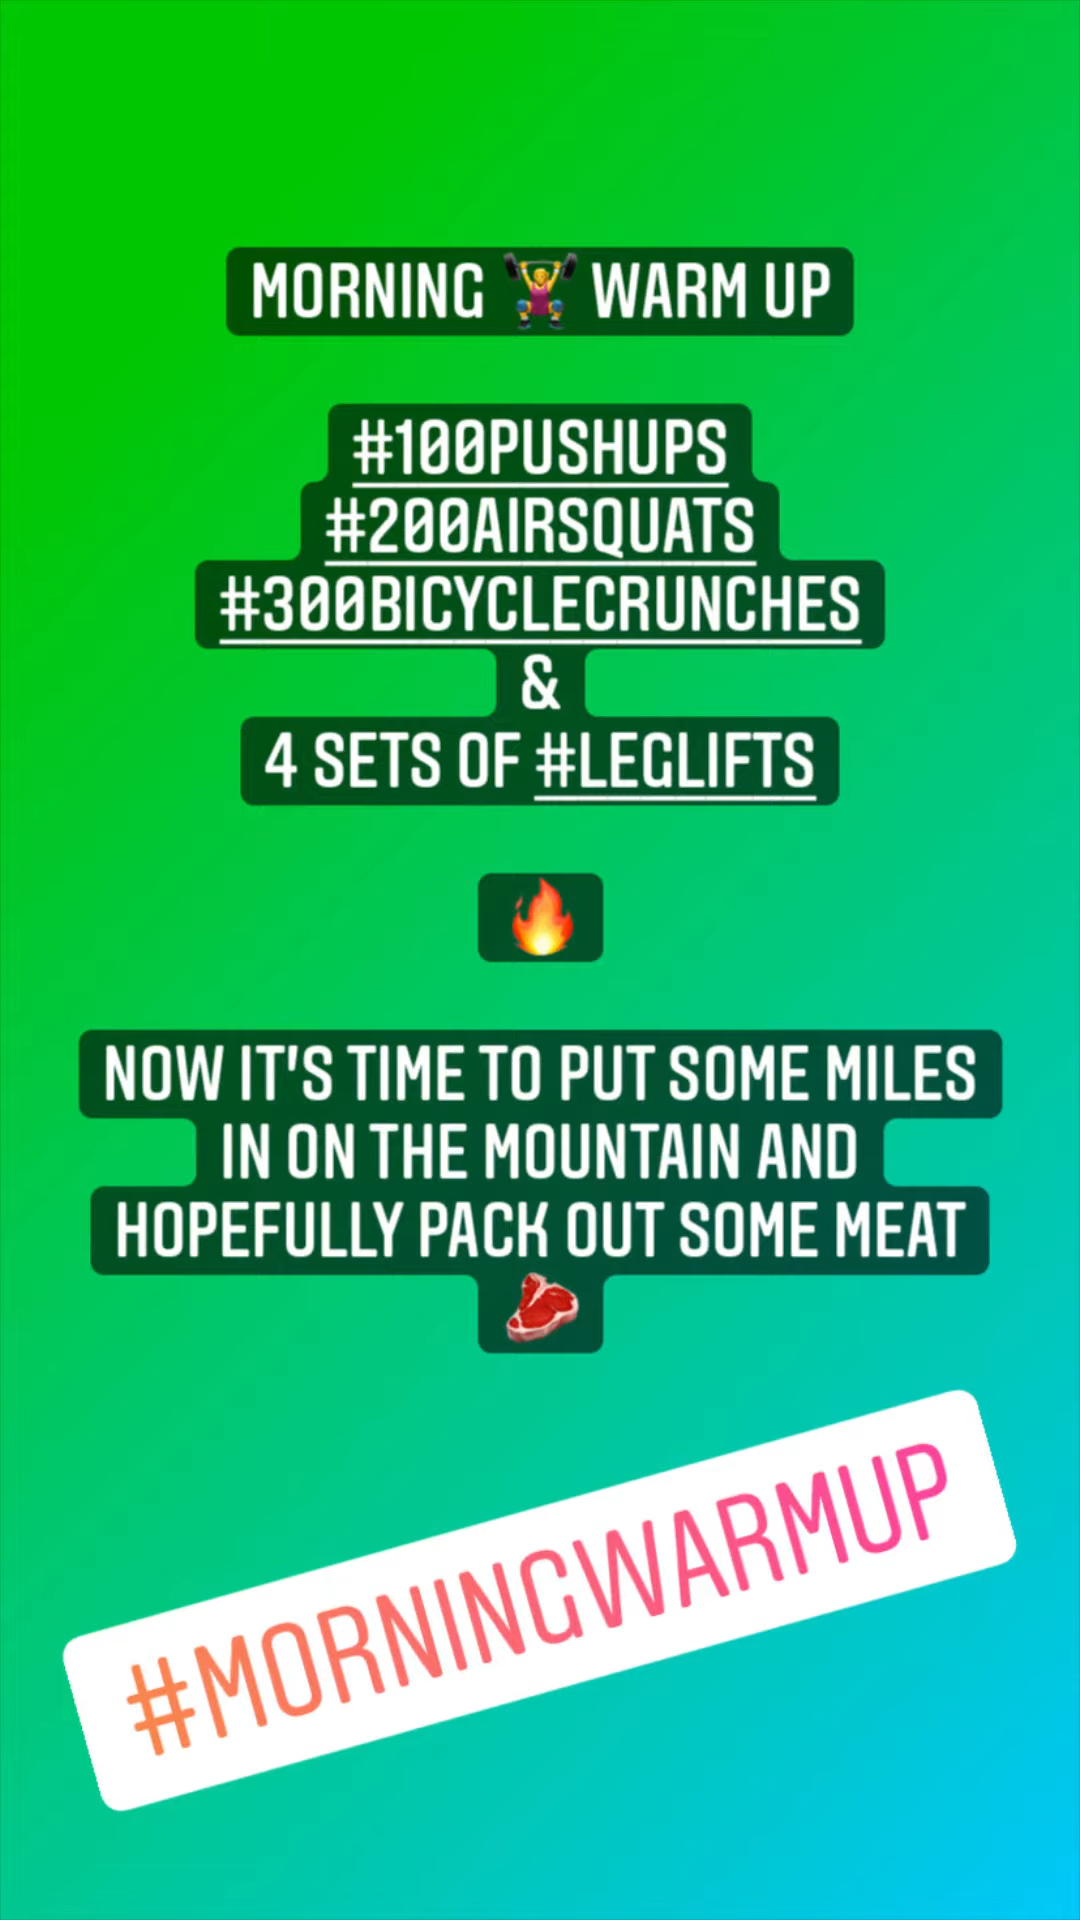 MORNING 🏋️ WARM UP
#100PUSHUPS
#200AIRSQUATS
#300BICYCLECRUNCHES
&
4 SETS OF #LEGLIFTS
🔥
NOW IT'S TIME TO PUT SOME MILES
IN ON THE MOUNTAIN AND
HOPEFULLY PACK OUT SOME MEAT
🥩
#MORNINGWARMUP